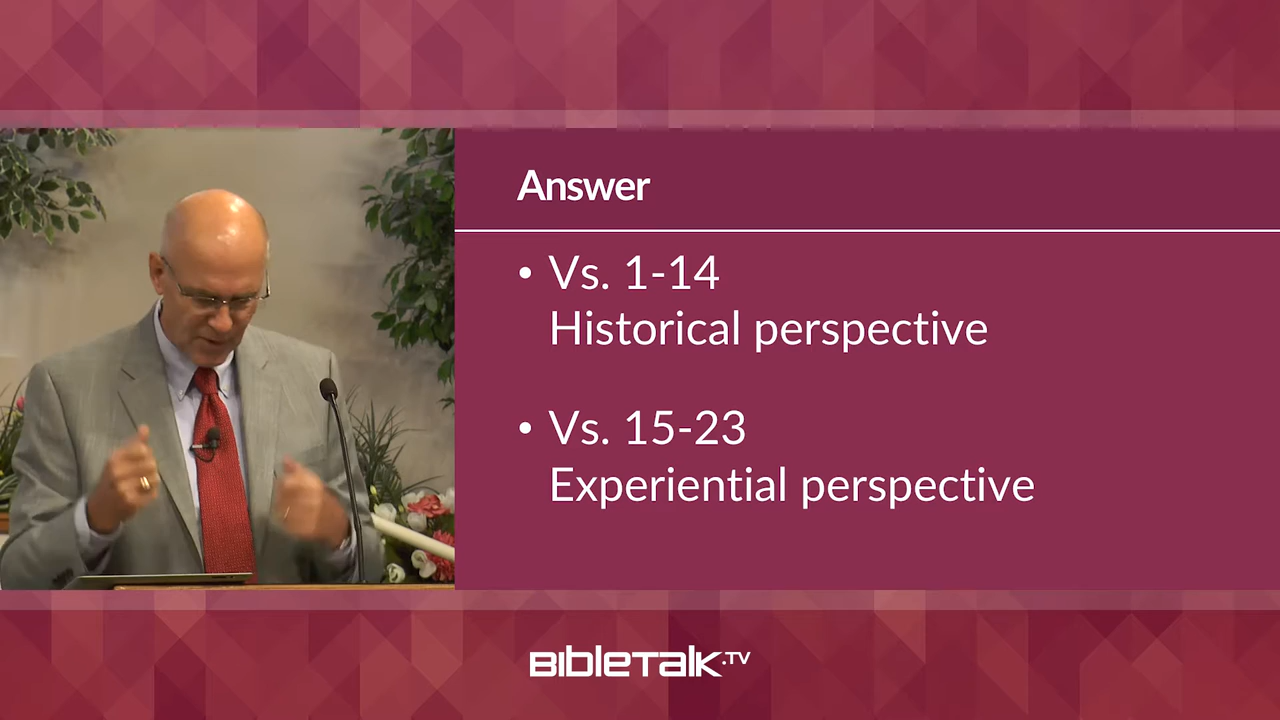 Answer
• Vs. 1-14
Historical perspective
• Vs. 15-23
Experiential perspective
BIBLETALK.TV